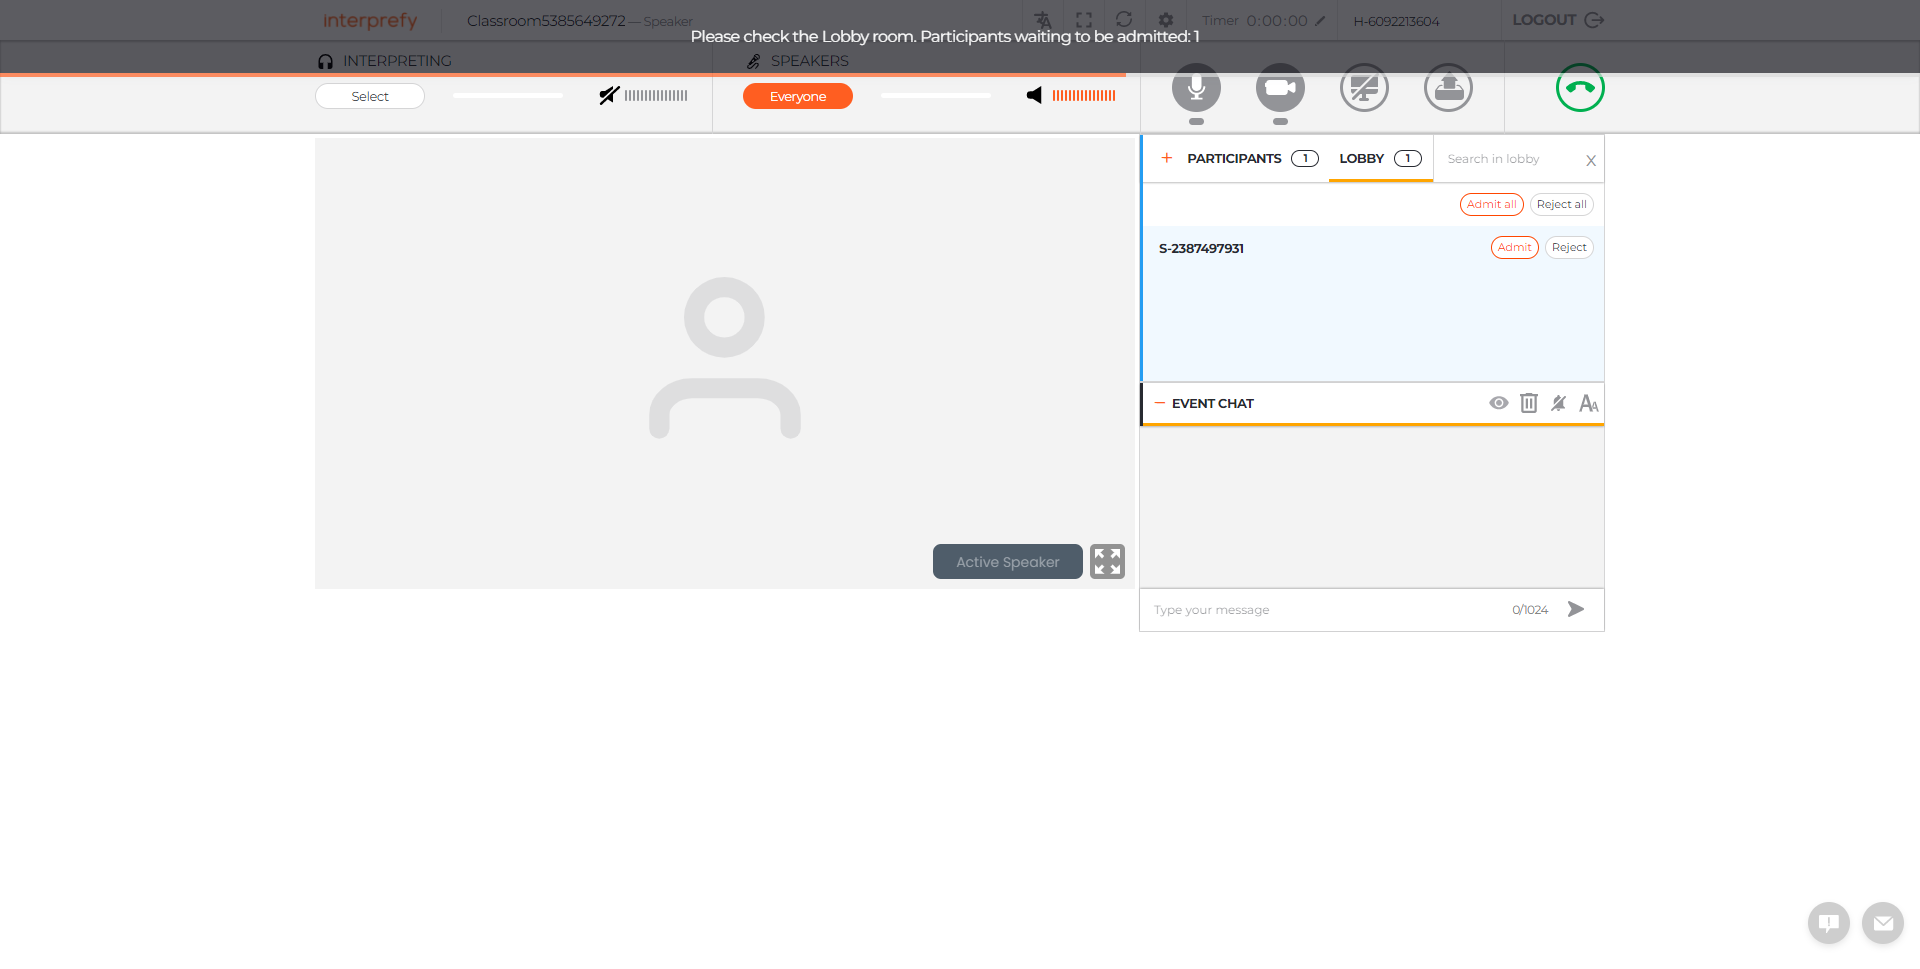 interprefy
Classroom5385649272 — Speaker
Timer 0:00:00
H-6092213604
LOGOUT
Please check the Lobby room. Participants waiting to be admitted: 1
INTERPRETING
SPEAKERS
Select
Everyone
PARTICIPANTS 1
LOBBY 1
Search in lobby
X
Admit all
Reject all
S-2387497931
Admit
Reject
EVENT CHAT
Active Speaker
Type your message
0/1024